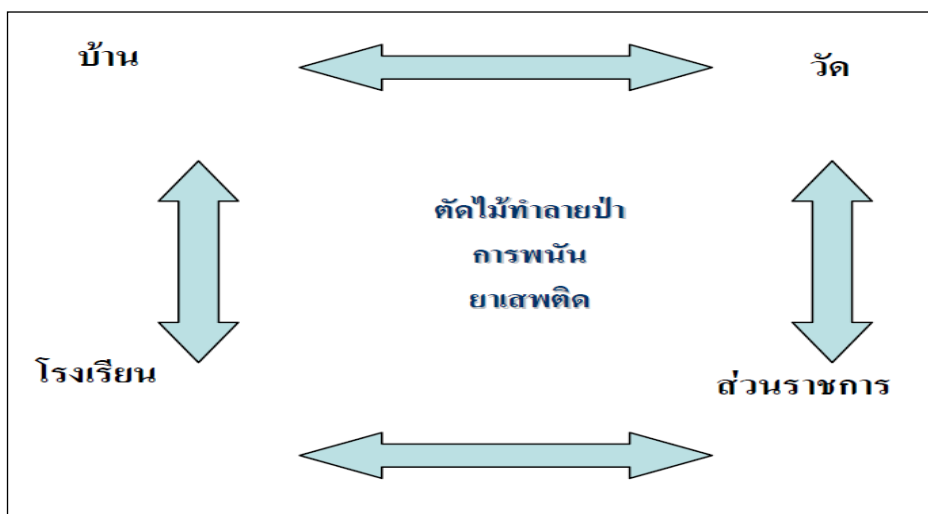 บ้าน
วัด
ตัดไม้ทำลายป่า
การพนัน
ยาเสพติด
โรงเรียน
ส่วนราชการ